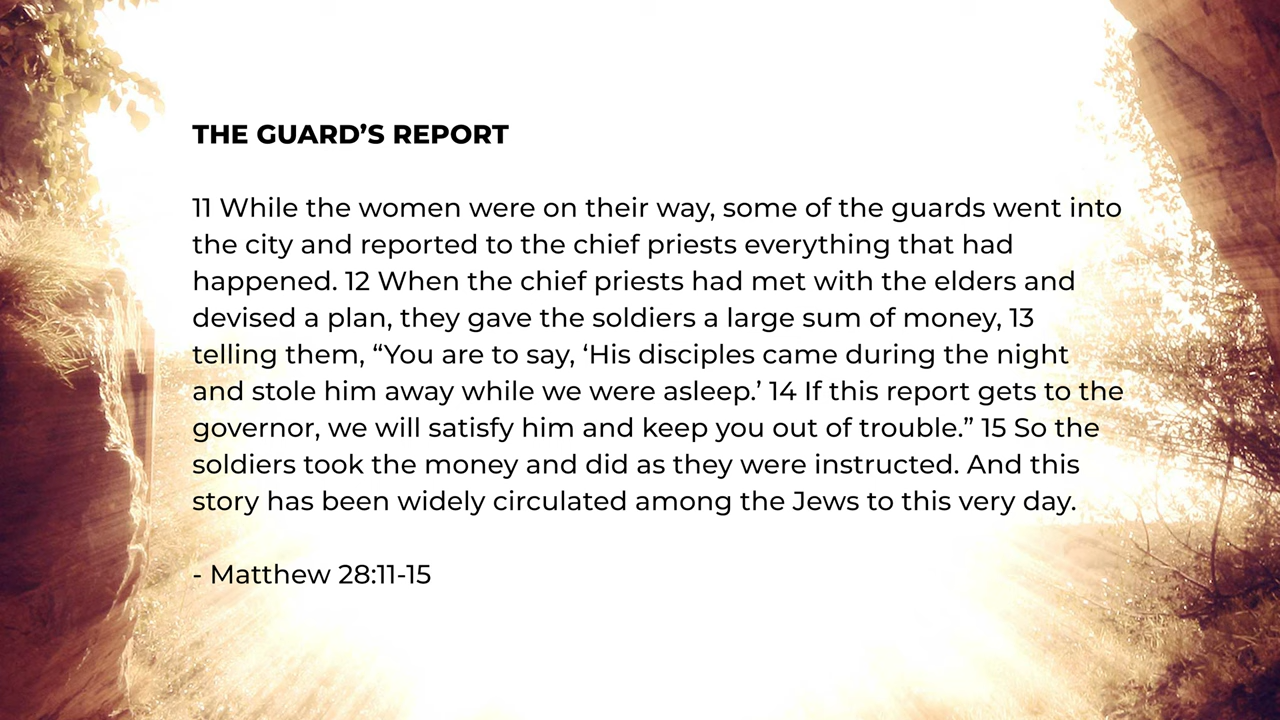 THE GUARD’S REPORT
11 While the women were on their way, some of the guards went into
the city and reported to the chief priests everything that had
happened. 12 When the chief priests had met with the elders and
devised a plan, they gave the soldiers a large sum of money, 13
telling them, “You are to say, ‘His disciples came during the night
and stole him away while we were asleep.’ 14 If this report gets to the
governor, we will satisfy him and keep you out of trouble.” 15 So the
soldiers took the money and did as they were instructed. And this
story has been widely circulated among the Jews to this very day.
- Matthew 28:11-15